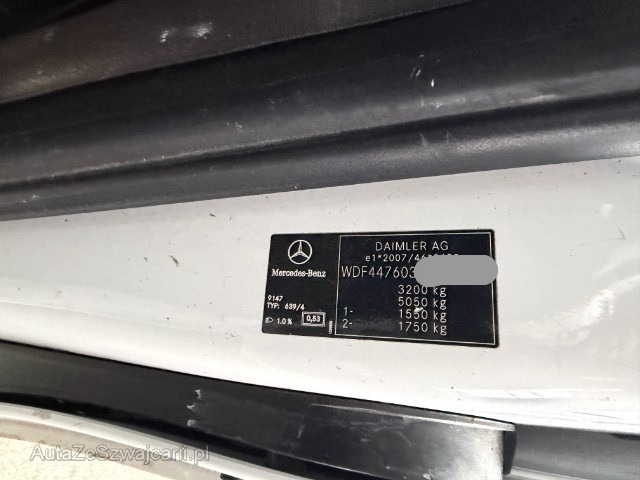 Mercedes-Benz
9147
TYP: 639/4
1.0 %
0,53
DAIMLER AG
WDF447603
3200 kg
5050 kg
1- 1550 kg
2- 1750 kg
AutaZeSzwajcarii.pl